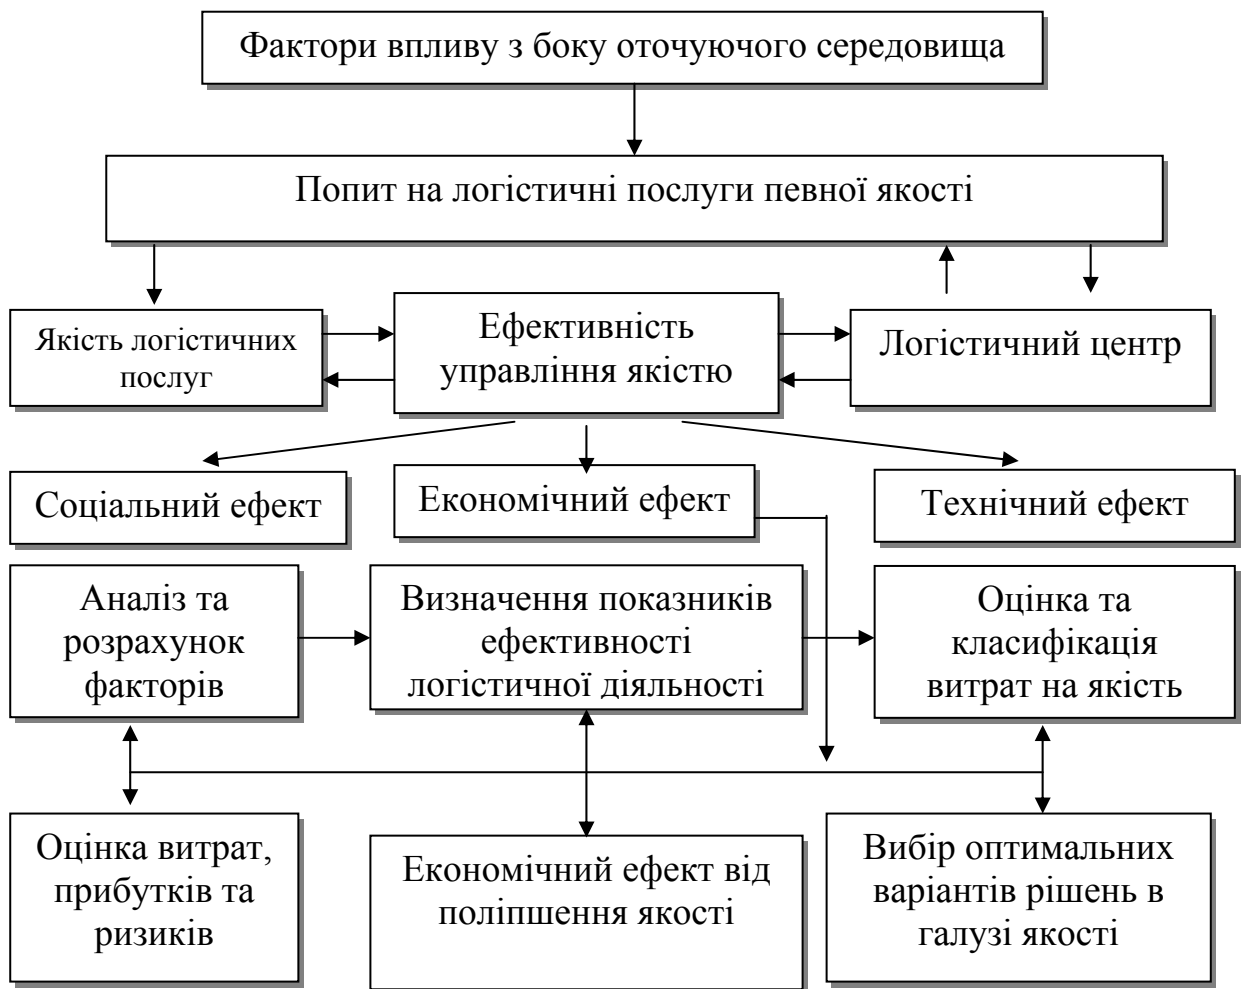 Фактори впливу з боку оточуючого середовища
Попит на логістичні послуги певної якості
Якість логістичних
послуг
Ефективність
управління якістю
Логістичний центр
Соціальний ефект
Економічний ефект
Технічний ефект
Аналіз та
розрахунок
факторів
Визначення показників
ефективності
логістичної діяльності
Оцінка та
класифікація
витрат на якість
Оцінка витрат,
прибутків та
ризиків
Економічний ефект від
поліпшення якості
Вибір оптимальних
варіантів рішень в
галузі якості